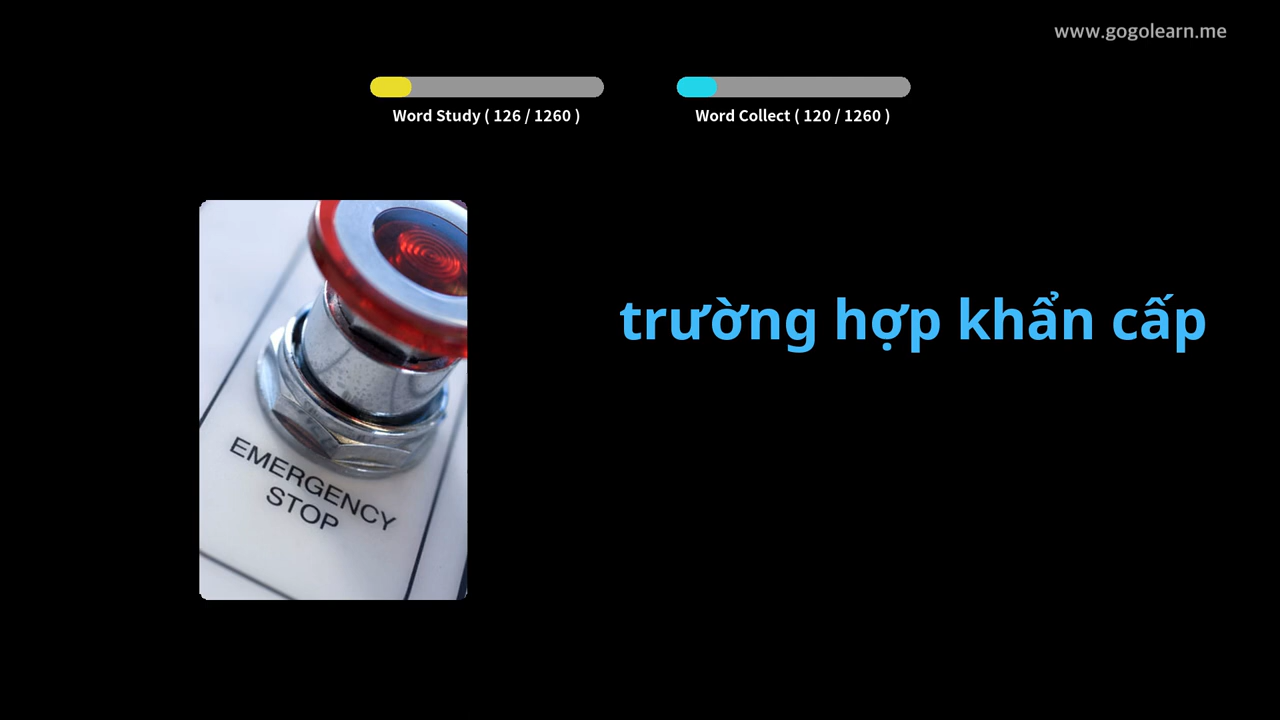 www.gogolearn.me
Word Study ( 126 / 1260 )
Word Collect ( 120 / 1260 )
trường hợp khẩn cấp
EMERGENCY
STOP